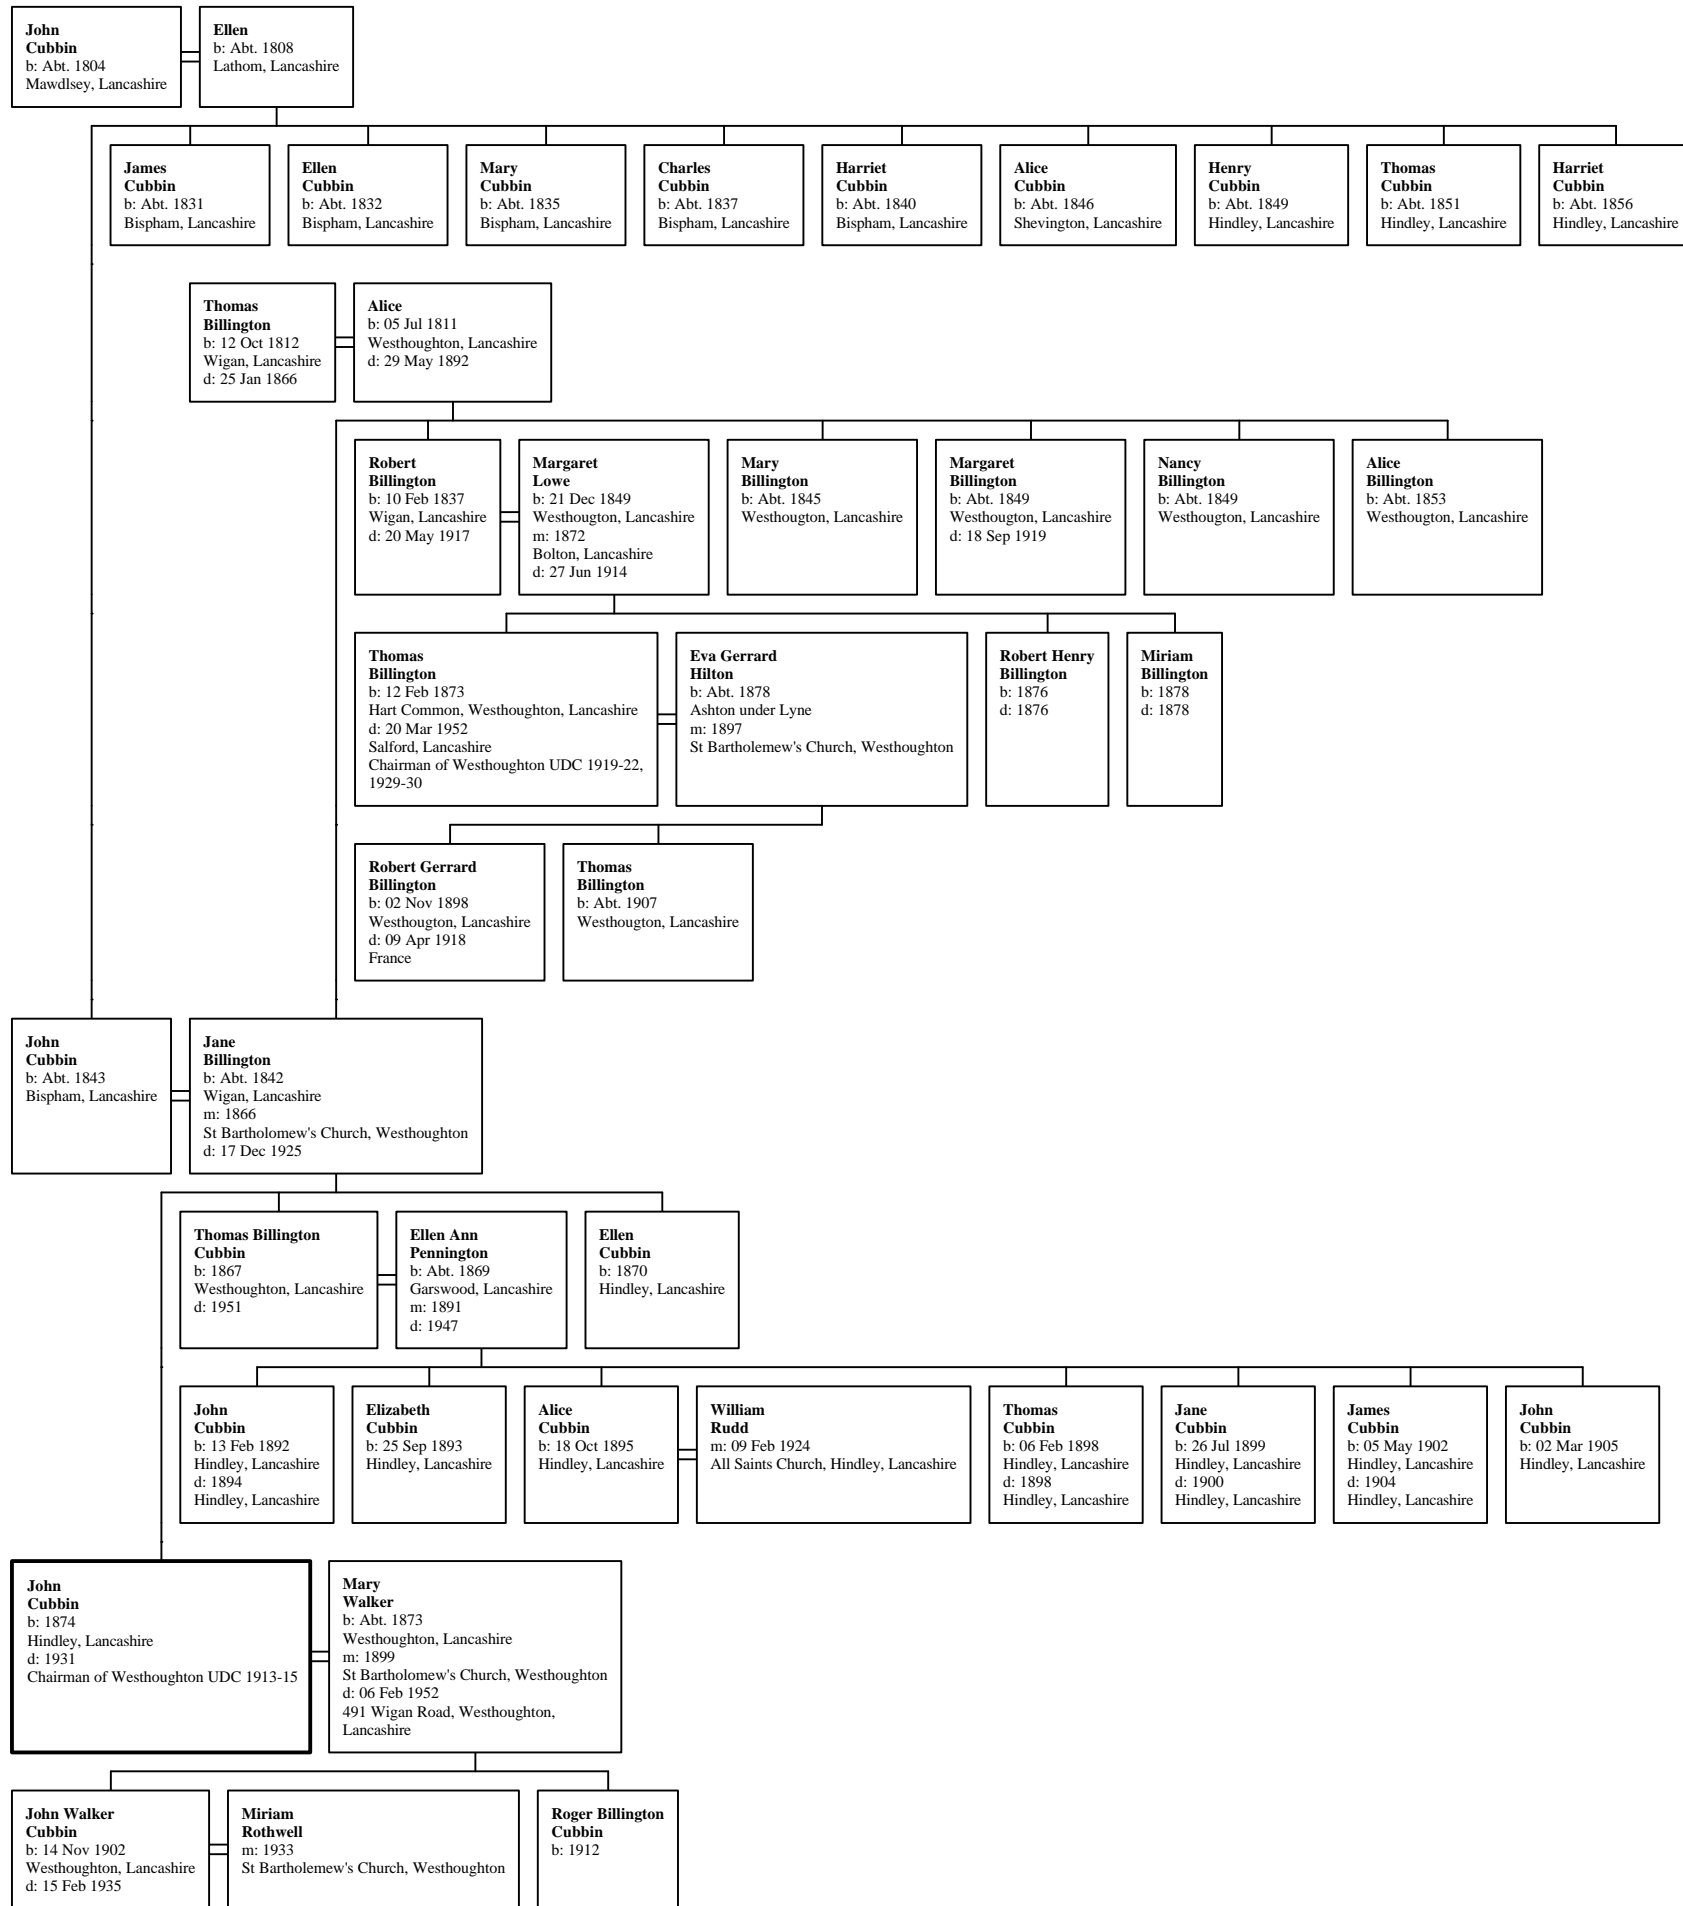 John
Cubbin
b: Abt. 1804
Mawdlsey, Lancashire
Ellen
b: Abt. 1808
Lathom, Lancashire
James
Cubbin
b: Abt. 1831
Bispham, Lancashire
Ellen
Cubbin
b: Abt. 1832
Bispham, Lancashire
Mary
Cubbin
b: Abt. 1835
Bispham, Lancashire
Charles
Cubbin
b: Abt. 1837
Bispham, Lancashire
Harriet
Cubbin
b: Abt. 1840
Bispham, Lancashire
Alice
Cubbin
b: Abt. 1846
Shevington, Lancashire
Henry
Cubbin
b: Abt. 1849
Hindley, Lancashire
Thomas
Cubbin
b: Abt. 1851
Hindley, Lancashire
Harriet
Cubbin
b: Abt. 1856
Hindley, Lancashire
Thomas
Billington
b: 12 Oct 1812
Wigan, Lancashire
d: 25 Jan 1866
Alice
b: 05 Jul 1811
Westhoughton, Lancashire
d: 29 May 1892
Robert
Billington
b: 10 Feb 1837
Wigan, Lancashire
d: 20 May 1917
Margaret
Lowe
b: 21 Dec 1849
Westhougton, Lancashire
m: 1872
Bolton, Lancashire
d: 27 Jun 1914
Mary
Billington
b: Abt. 1845
Westhougton, Lancashire
Margaret
Billington
b: Abt. 1849
Westhougton, Lancashire
d: 18 Sep 1919
Nancy
Billington
b: Abt. 1849
Westhougton, Lancashire
Alice
Billington
b: Abt. 1853
Westhougton, Lancashire
Thomas
Billington
b: 12 Feb 1873
Hart Common, Westhoughton, Lancashire
d: 20 Mar 1952
Salford, Lancashire
Chairman of Westhoughton UDC 1919-22,
1929-30
Eva Gerrard
Hilton
b: Abt. 1878
Ashton under Lyne
m: 1897
St Bartholemew's Church, Westhoughton
Robert Henry
Billington
b: 1876
d: 1876
Miriam
Billington
b: 1878
d: 1878
Robert Gerrard
Billington
b: 02 Nov 1898
Westhougton, Lancashire
d: 09 Apr 1918
France
Thomas
Billington
b: Abt. 1907
Westhougton, Lancashire
John
Cubbin
b: Abt. 1843
Bispham, Lancashire
Jane
Billington
b: Abt. 1842
Wigan, Lancashire
m: 1866
St Bartholomew's Church, Westhoughton
d: 17 Dec 1925
Thomas Billington
Cubbin
b: 1867
Westhoughton, Lancashire
d: 1951
Ellen Ann
Pennington
b: Abt. 1869
Garswood, Lancashire
m: 1891
d: 1947
Ellen
Cubbin
b: 1870
Hindley, Lancashire
John
Cubbin
b: 13 Feb 1892
Hindley, Lancashire
d: 1894
Hindley, Lancashire
Elizabeth
Cubbin
b: 25 Sep 1893
Hindley, Lancashire
Alice
Cubbin
b: 18 Oct 1895
Hindley, Lancashire
William
Rudd
m: 09 Feb 1924
All Saints Church, Hindley, Lancashire
Thomas
Cubbin
b: 06 Feb 1898
Hindley, Lancashire
d: 1898
Hindley, Lancashire
Jane
Cubbin
b: 26 Jul 1899
Hindley, Lancashire
d: 1900
Hindley, Lancashire
James
Cubbin
b: 05 May 1902
Hindley, Lancashire
d: 1904
Hindley, Lancashire
John
Cubbin
b: 02 Mar 1905
Hindley, Lancashire
John
Cubbin
b: 1874
Hindley, Lancashire
d: 1931
Chairman of Westhoughton UDC 1913-15
Mary
Walker
b: Abt. 1873
Westhoughton, Lancashire
m: 1899
St Bartholomew's Church, Westhoughton
d: 06 Feb 1952
491 Wigan Road, Westhoughton,
Lancashire
John Walker
Cubbin
b: 14 Nov 1902
Westhoughton, Lancashire
d: 15 Feb 1935
Miriam
Rothwell
m: 1933
St Bartholemew's Church, Westhoughton
Roger Billington
Cubbin
b: 1912